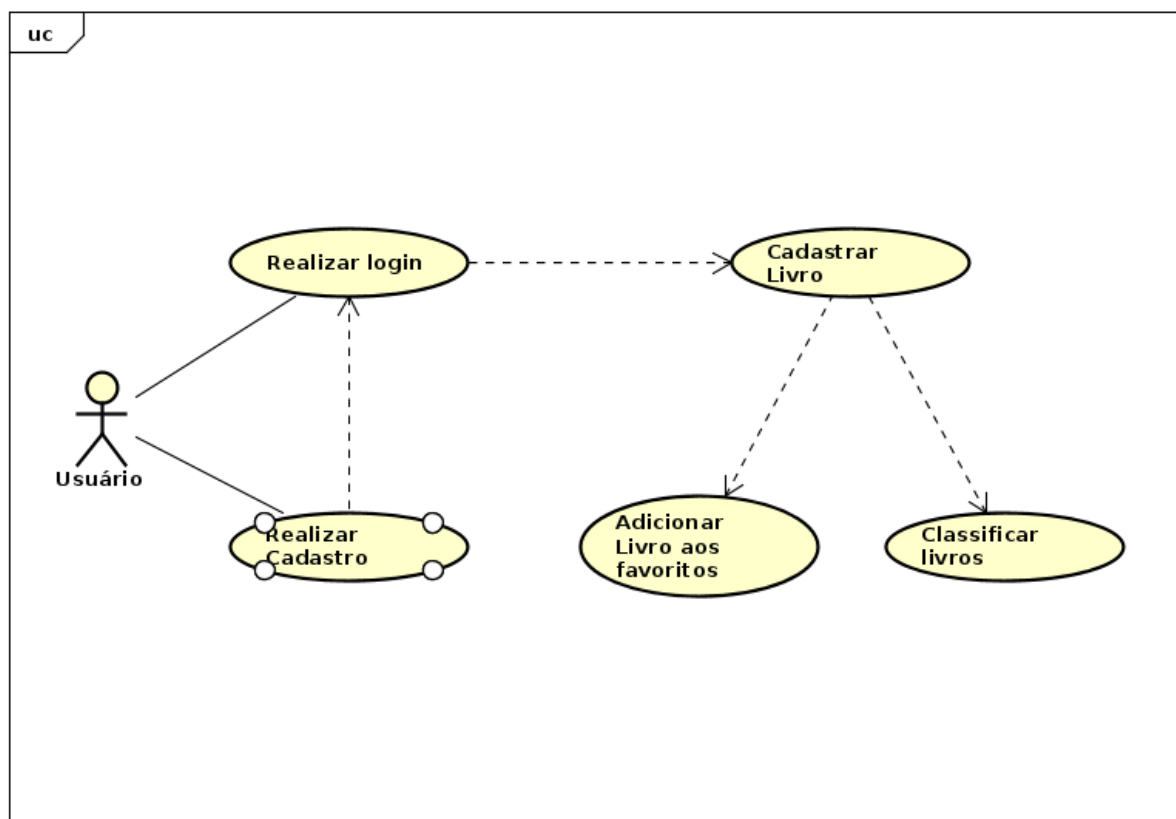 uc
Realizar login
Cadastrar
Livro
Usuário
Realizar
Cadastro
Adicionar
Livro aos
favoritos
Classificar
livros